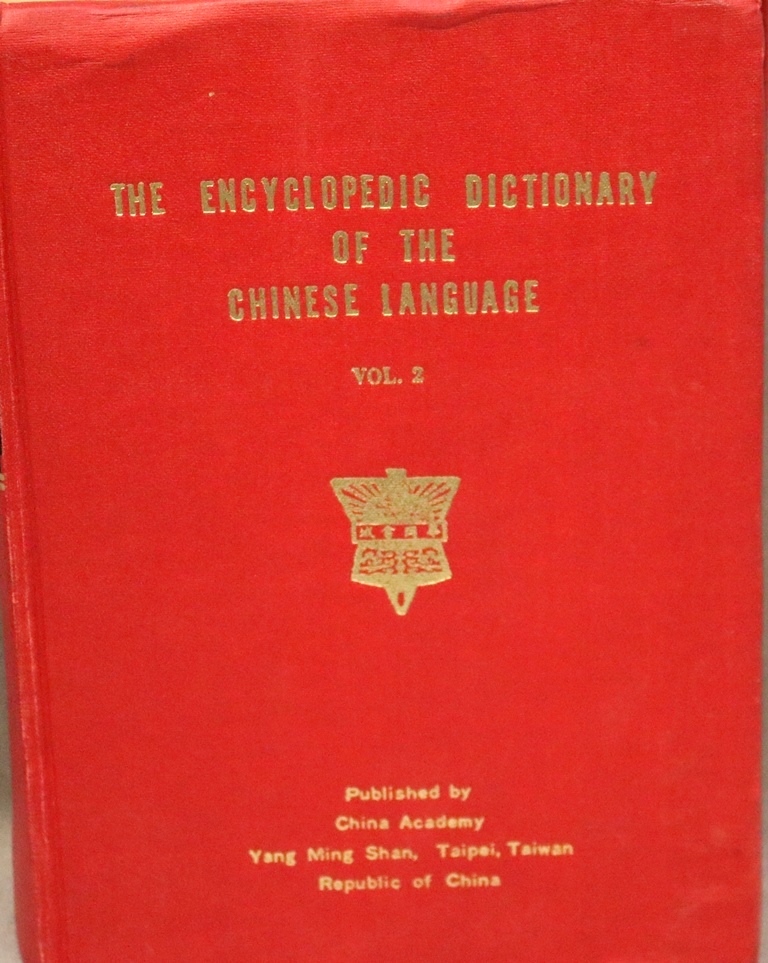 THE ENCYCLOPEDIC DICTIONARY
OF THE
CHINESE LANGUAGE
VOL. 2
Published by
China Academy
Yang Ming Shan, Taipei, Taiwan
Republic of China